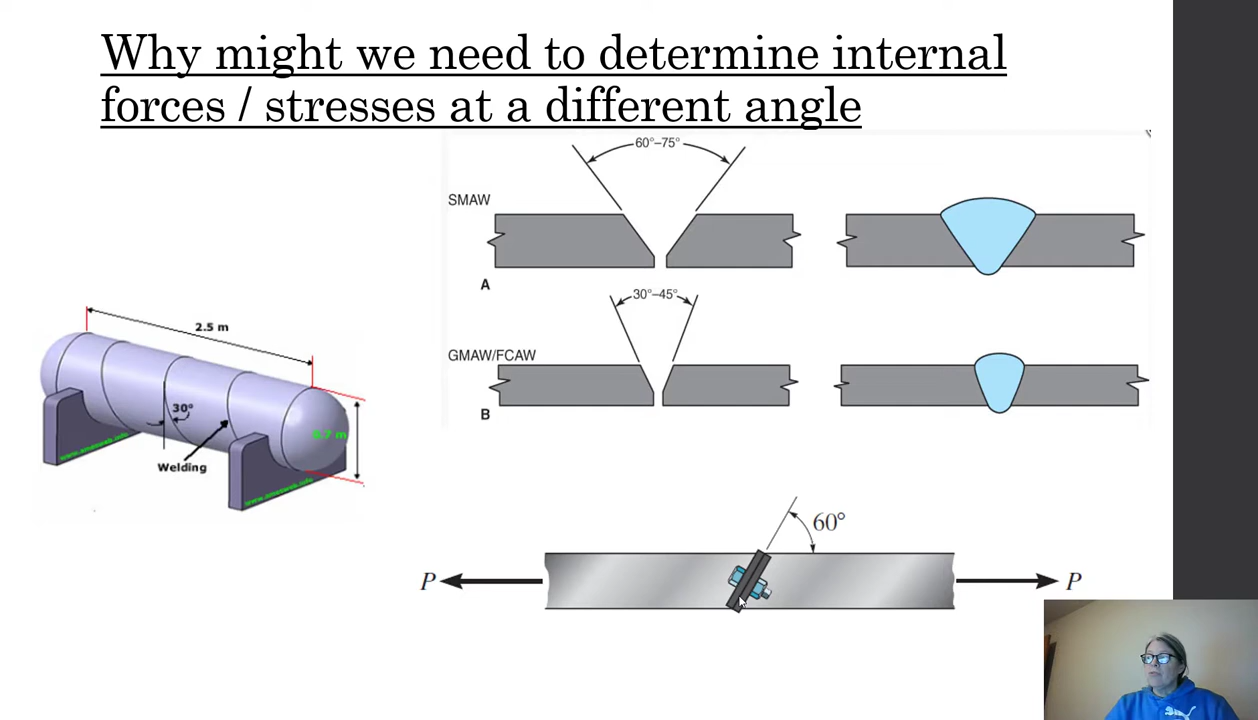 Why might we need to determine internal
forces / stresses at a different angle
60°–75°
SMAW
A
30°–45°
GMAW/FCAW
B
2.5 m
30°
Welding
60°
P
P